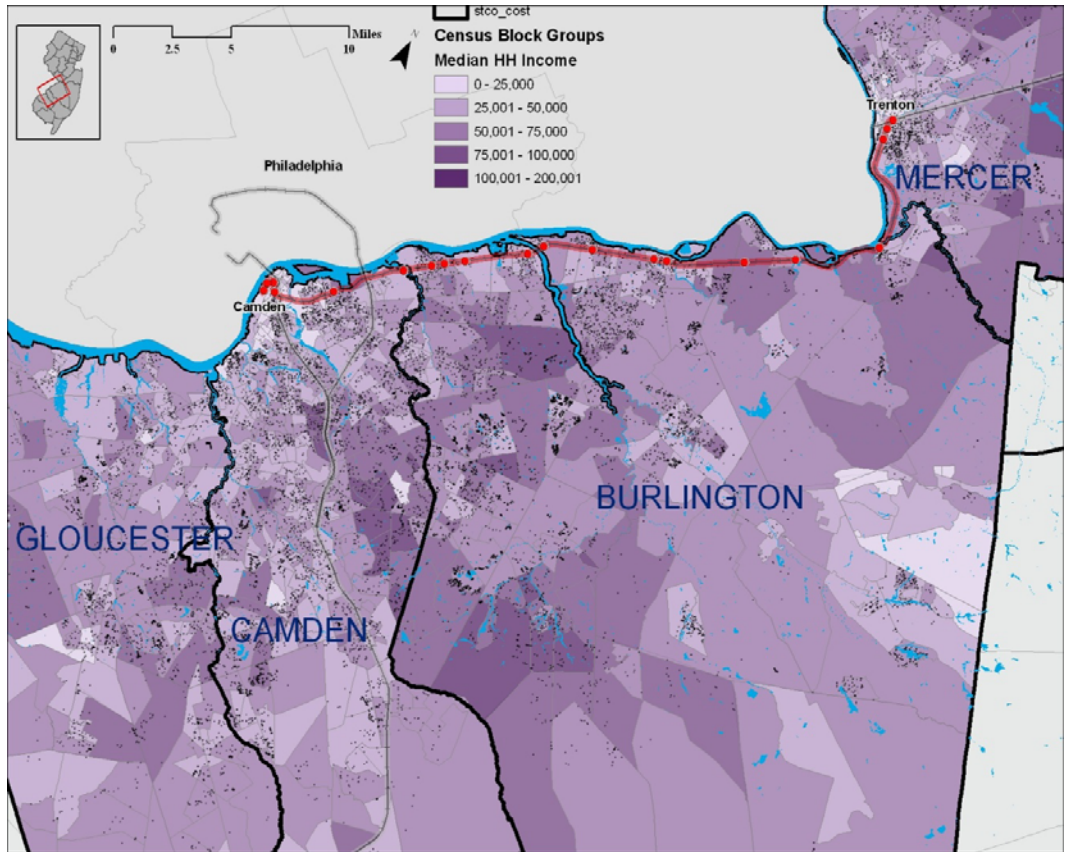 stco_cost
0 2.5 5 10 Miles
N
Census Block Groups
Median HH Income
0 - 25,000
25,001 - 50,000
50,001 - 75,000
75,001 - 100,000
100,001 - 200,001
Trenton
Philadelphia
MERCER
Camden
BURLINGTON
GLOUCESTER
CAMDEN